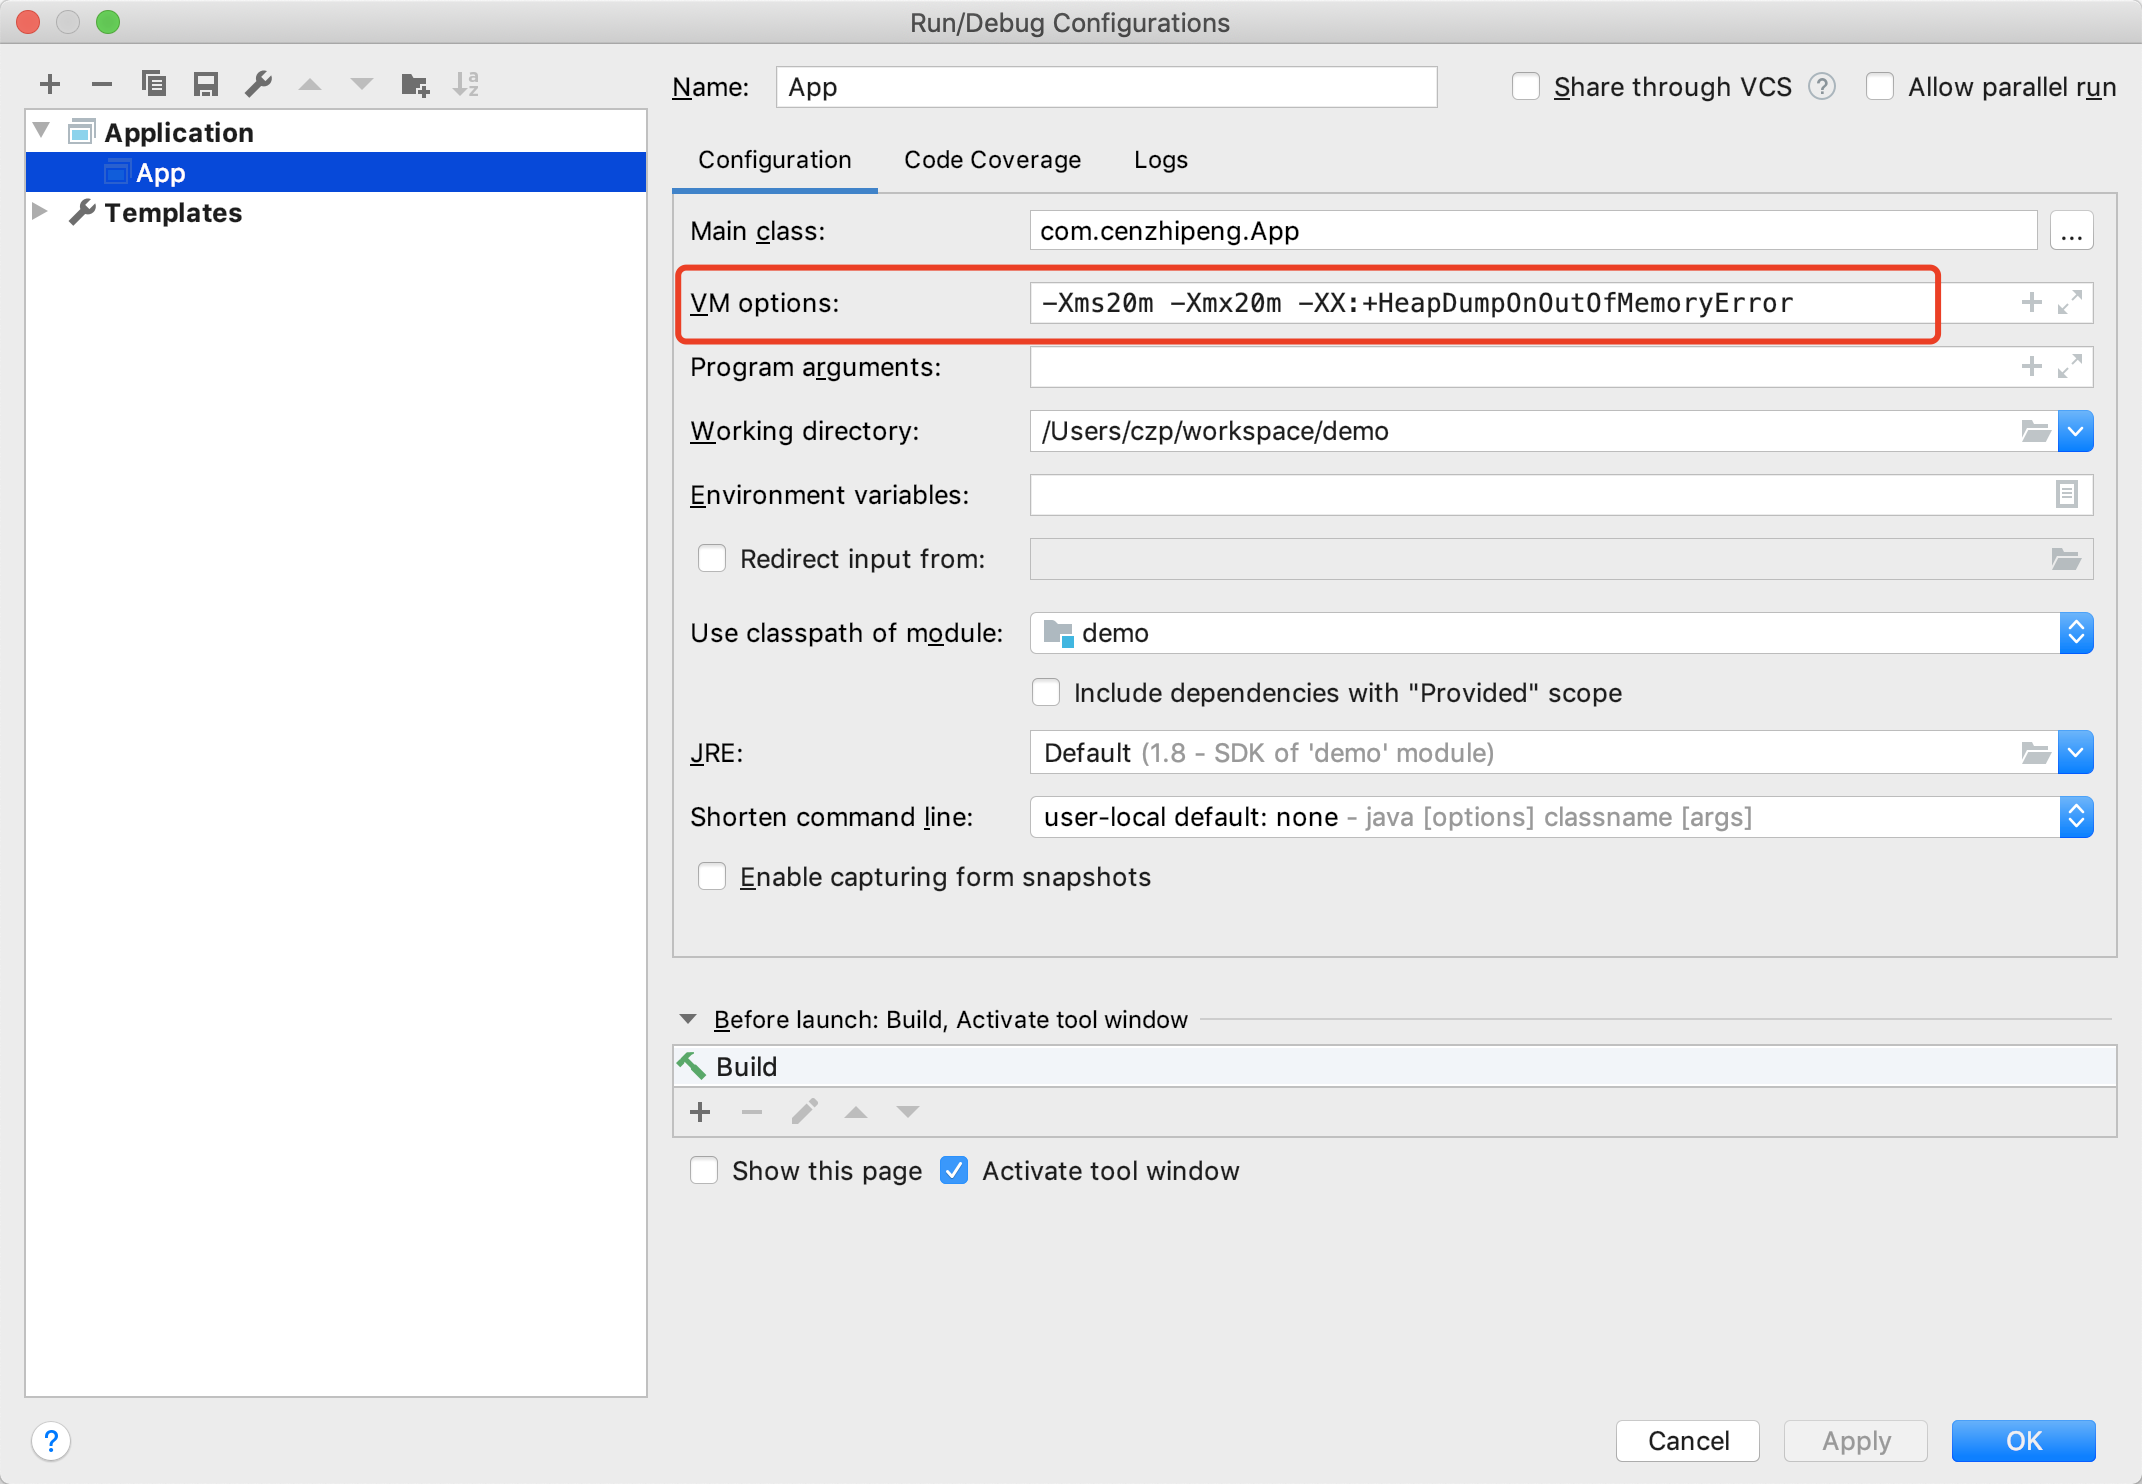 Run/Debug Configurations
Name: App Share through VCS ? Allow parallel run
Application
App
Templates
Configuration Code Coverage Logs
Main class: com.cenzhipeng.App ...
VM options: -Xms20m -Xmx20m -XX:+HeapDumpOnOutOfMemoryError
Program arguments:
Working directory: /Users/czp/workspace/demo
Environment variables:
Redirect input from:
Use classpath of module: demo
Include dependencies with "Provided" scope
JRE: Default (1.8 - SDK of 'demo' module)
Shorten command line: user-local default: none - java [options] classname [args]
Enable capturing form snapshots
Before launch: Build, Activate tool window
Build
Show this page Activate tool window
? Cancel Apply OK